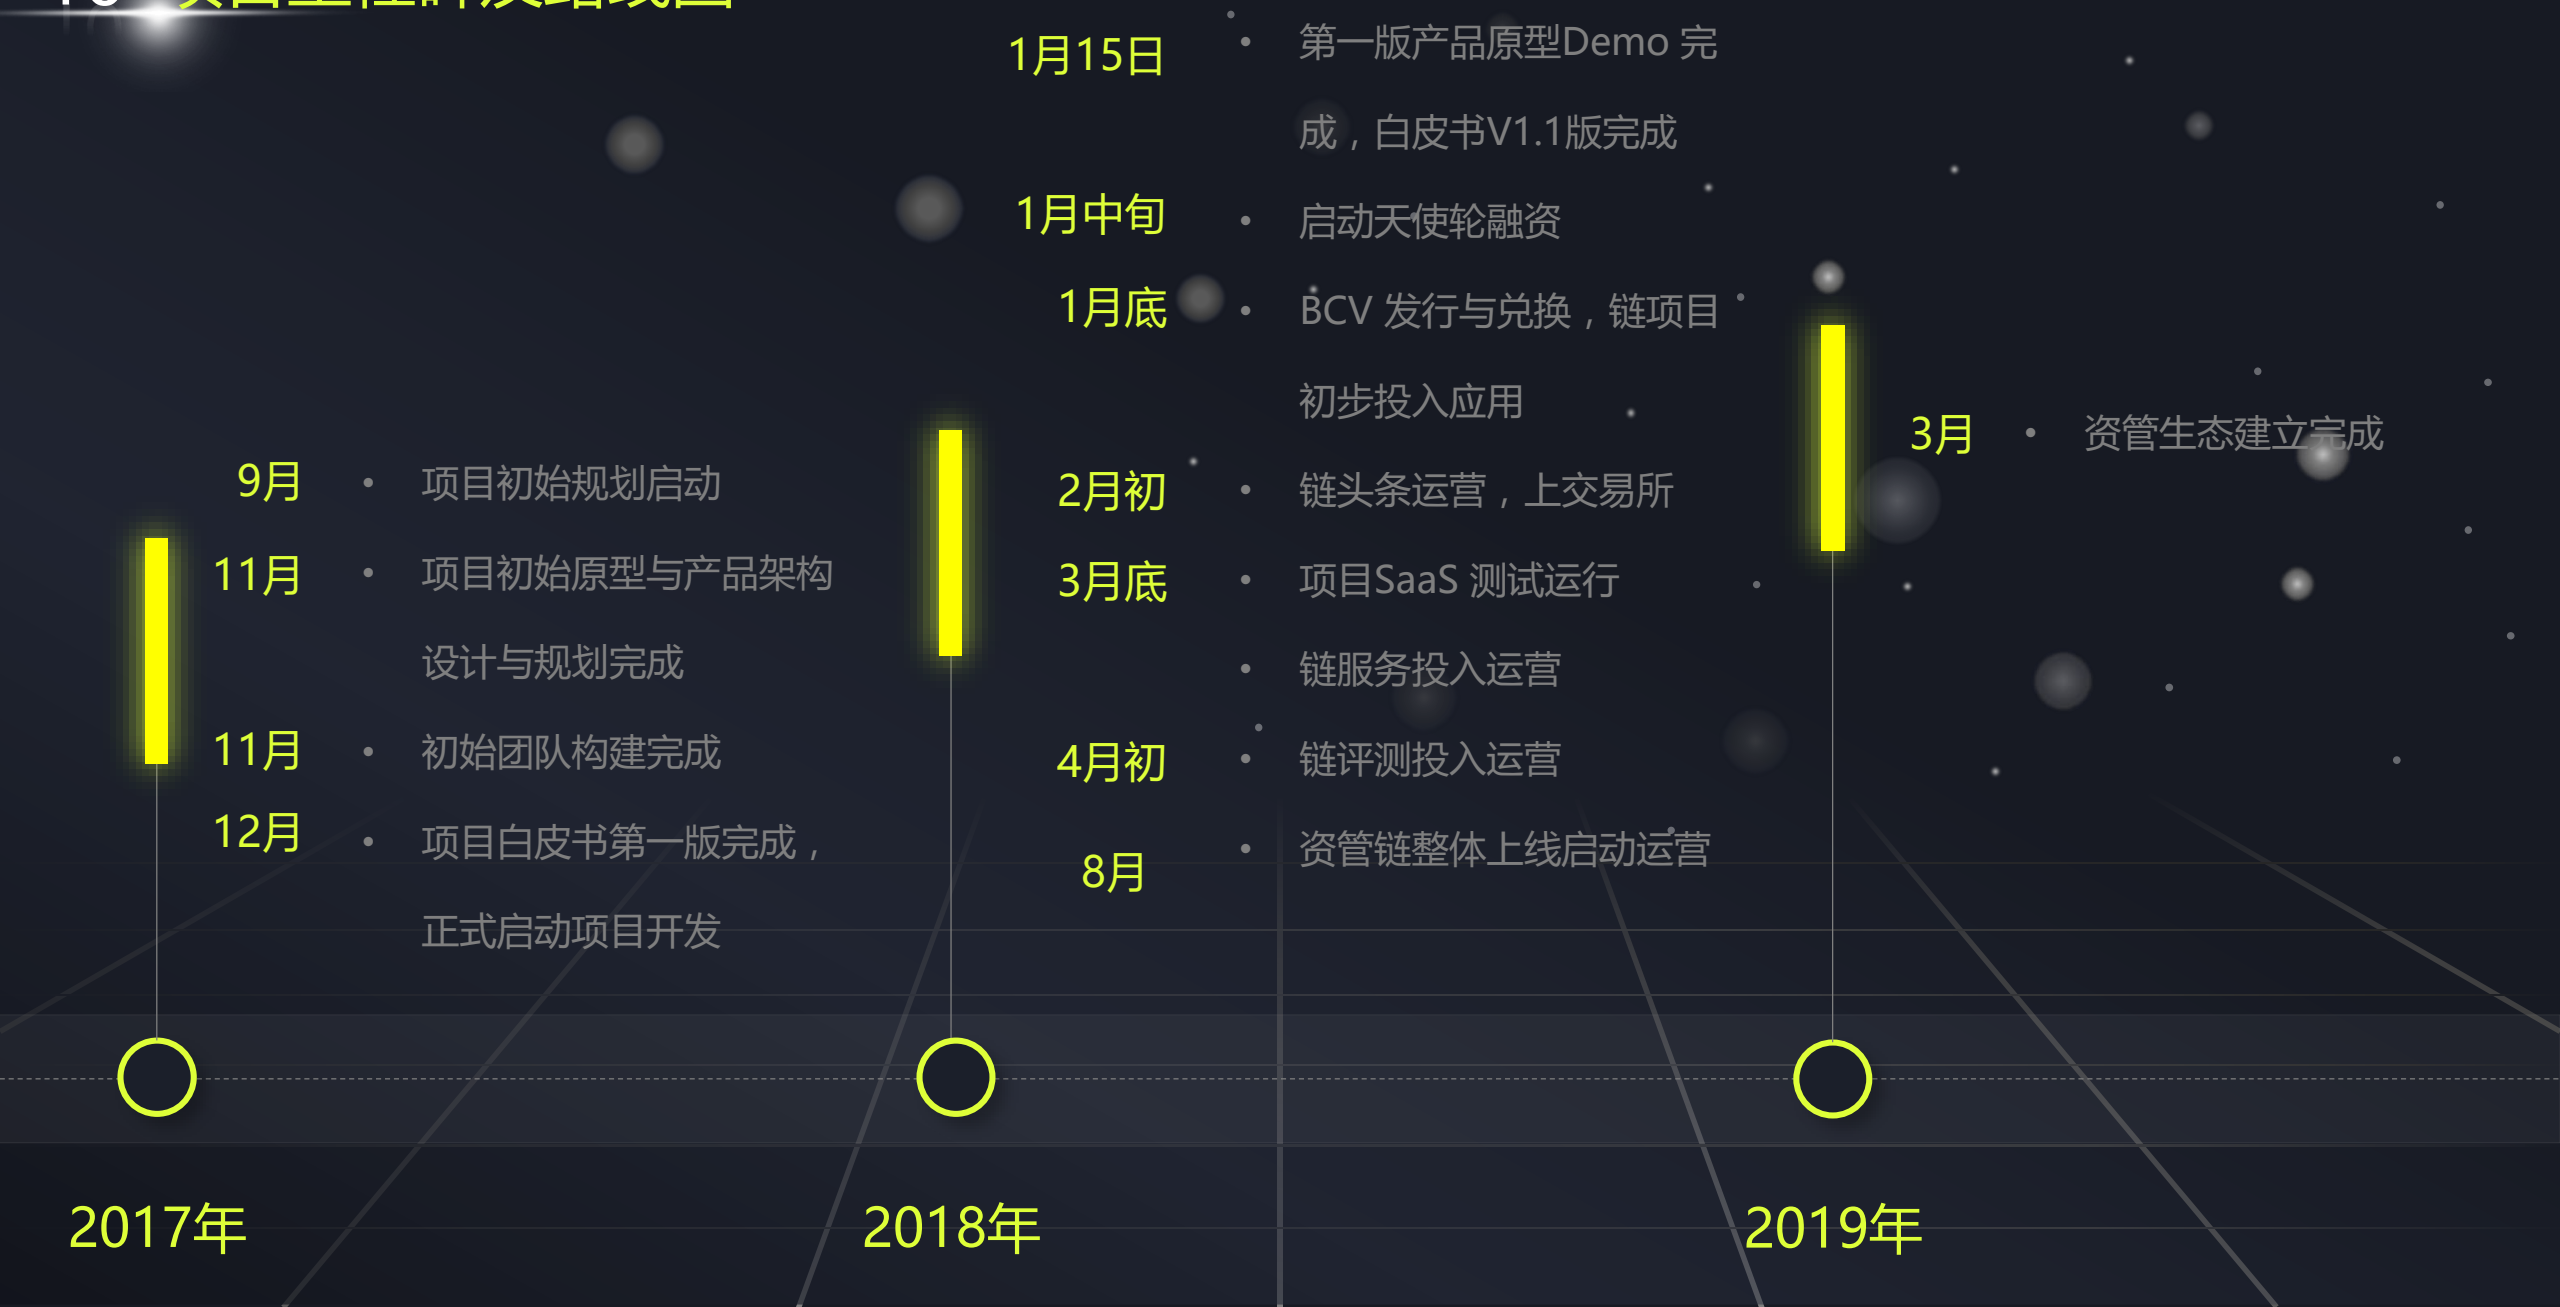 项目里程碑及路线图
9月 • 项目初始规划启动
11月 • 项目初始原型与产品架构
设计与规划完成
11月 • 初始团队构建完成
12月 • 项目白皮书第一版完成，
正式启动项目开发
1月15日 • 第一版产品原型Demo 完
成，白皮书V1.1版完成
1月中旬 • 启动天使轮融资
1月底 • BCV 发行与兑换，链项目
初步投入应用
2月初 • 链头条运营，上交易所
3月底 • 项目SaaS 测试运行
• 链服务投入运营
4月初 • 链评测投入运营
8月 • 资管链整体上线启动运营
3月 • 资管生态建立完成
2017年
2018年
2019年